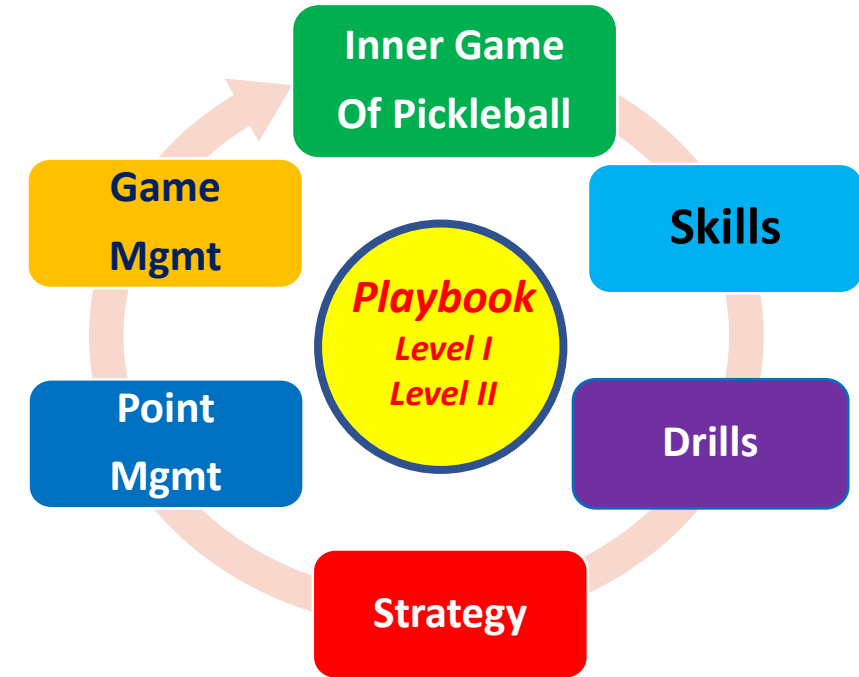 Inner Game
Of Pickleball
Skills
Drills
Strategy
Point
Mgmt
Game
Mgmt
Playbook
Level I
Level II